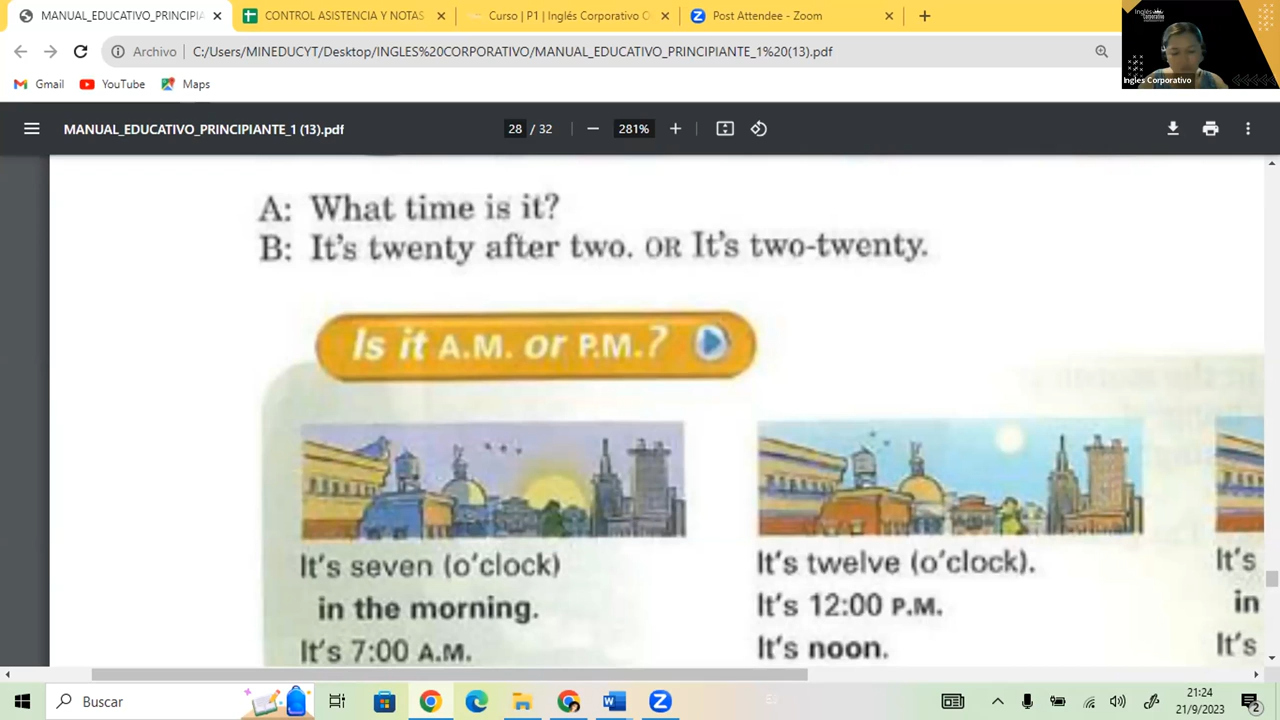 MANUAL_EDUCATIVO_PRINCIPIA
CONTROL ASISTENCIA Y NOTAS
Curso | P1 | Inglés Corporativo O
Post Attendee - Zoom
Archivo
C:/Users/MINEDUCYT/Desktop/INGLES%20CORPORATIVO/MANUAL_EDUCATIVO_PRINCIPIANTE_1%20(13).pdf
Inglés Corporativo
Gmail
YouTube
Maps
MANUAL_EDUCATIVO_PRINCIPIANTE_1 (13).pdf
28 / 32
281%
A: What time is it?
B: It's twenty after two. OR It's two-twenty.
Is it A.M. or P.M.?
It's seven (o'clock)
in the morning.
It's 7:00 A.M.
It's twelve (o'clock).
It's 12:00 P.M.
It's noon.
It's
in
It's
Buscar
21:24
21/9/2023
2